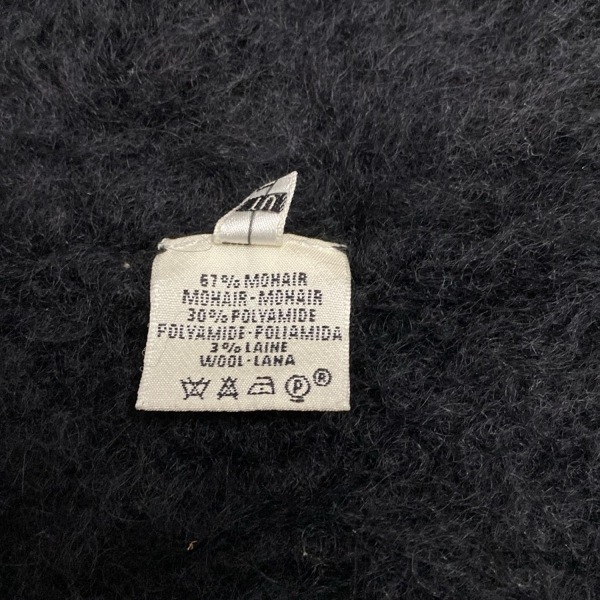 67% MOHAIR
MOHAIR-MOHAIR
30% POLYAMIDE
POLYAMIDE-POLIAMIDA
3% LAINE
WOOL-LANA
P®